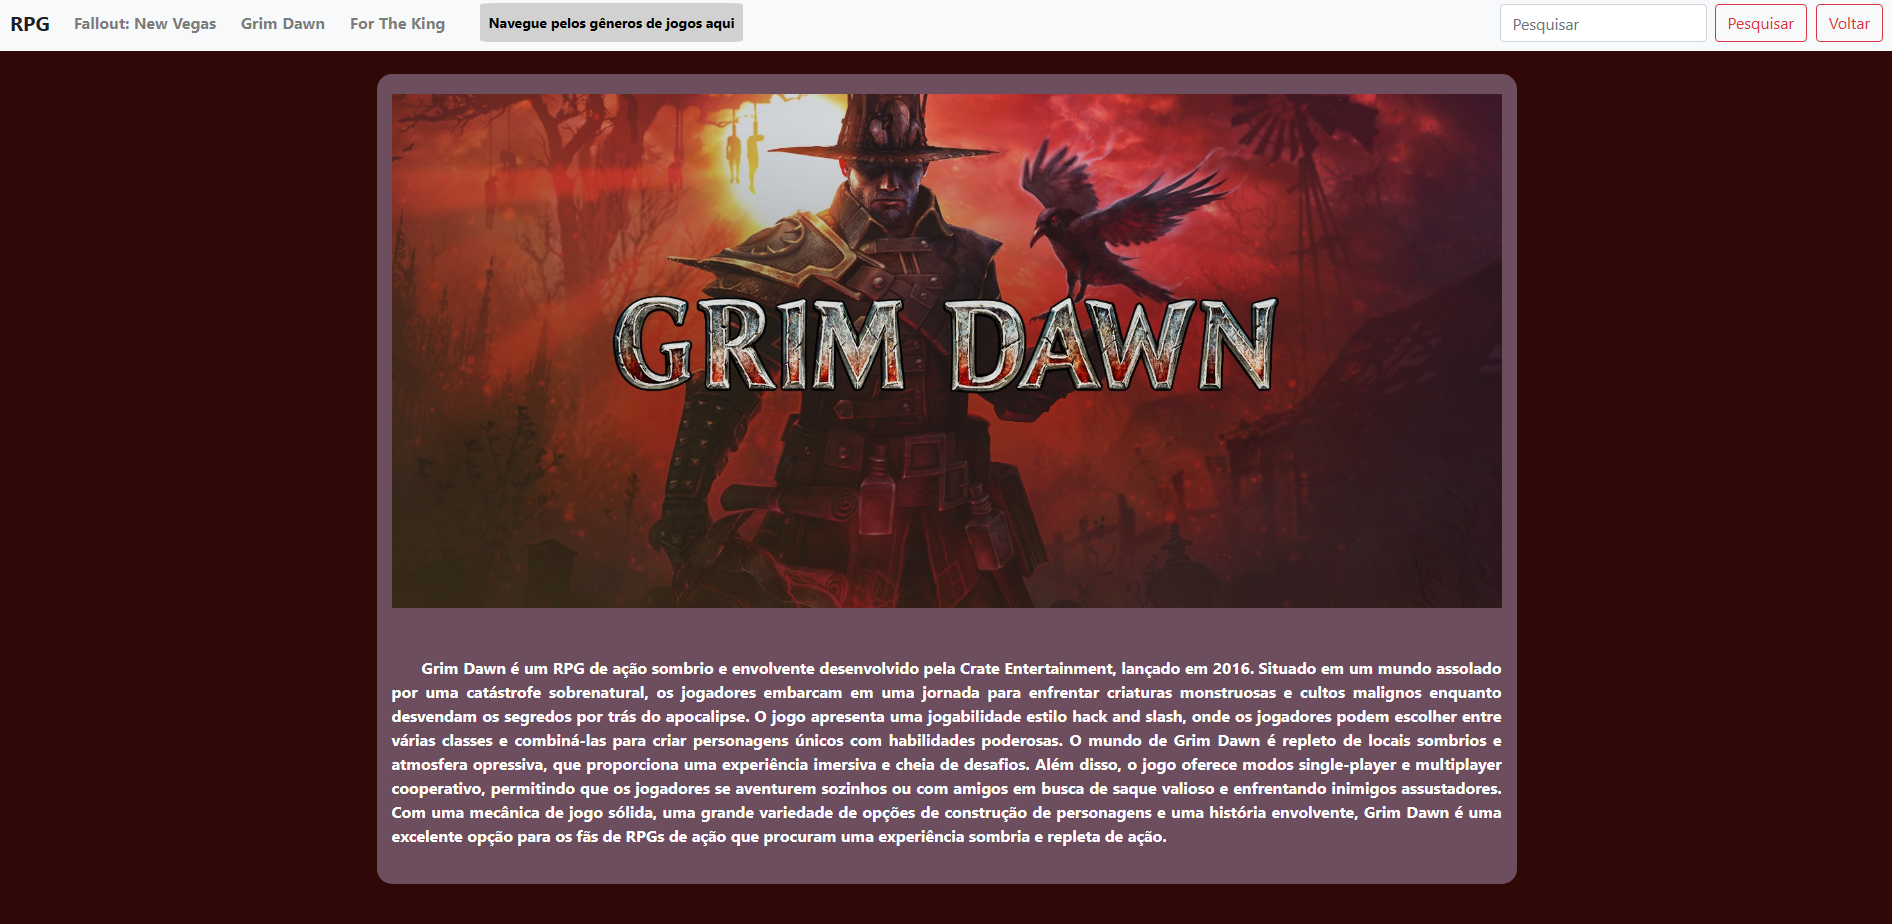 RPG Fallout: New Vegas Grim Dawn For The King Navegue pelos gêneros de jogos aqui Pesquisar Pesquisar Voltar
GRIM DAWN
Grim Dawn é um RPG de ação sombrio e envolvente desenvolvido pela Crate Entertainment, lançado em 2016. Situado em um mundo assolado
por uma catástrofe sobrenatural, os jogadores embarcam em uma jornada para enfrentar criaturas monstruosas e cultos malignos enquanto
desvendam os segredos por trás do apocalipse. O jogo apresenta uma jogabilidade estilo hack and slash, onde os jogadores podem escolher entre
várias classes e combiná-las para criar personagens únicos com habilidades poderosas. O mundo de Grim Dawn é repleto de locais sombrios e
atmosfera opressiva, que proporciona uma experiência imersiva e cheia de desafios. Além disso, o jogo oferece modos single-player e multiplayer
cooperativo, permitindo que os jogadores se aventurem sozinhos ou com amigos em busca de saque valioso e enfrentando inimigos assustadores.
Com uma mecânica de jogo sólida, uma grande variedade de opções de construção de personagens e uma história envolvente, Grim Dawn é uma
excelente opção para os fãs de RPGs de ação que procuram uma experiência sombria e repleta de ação.